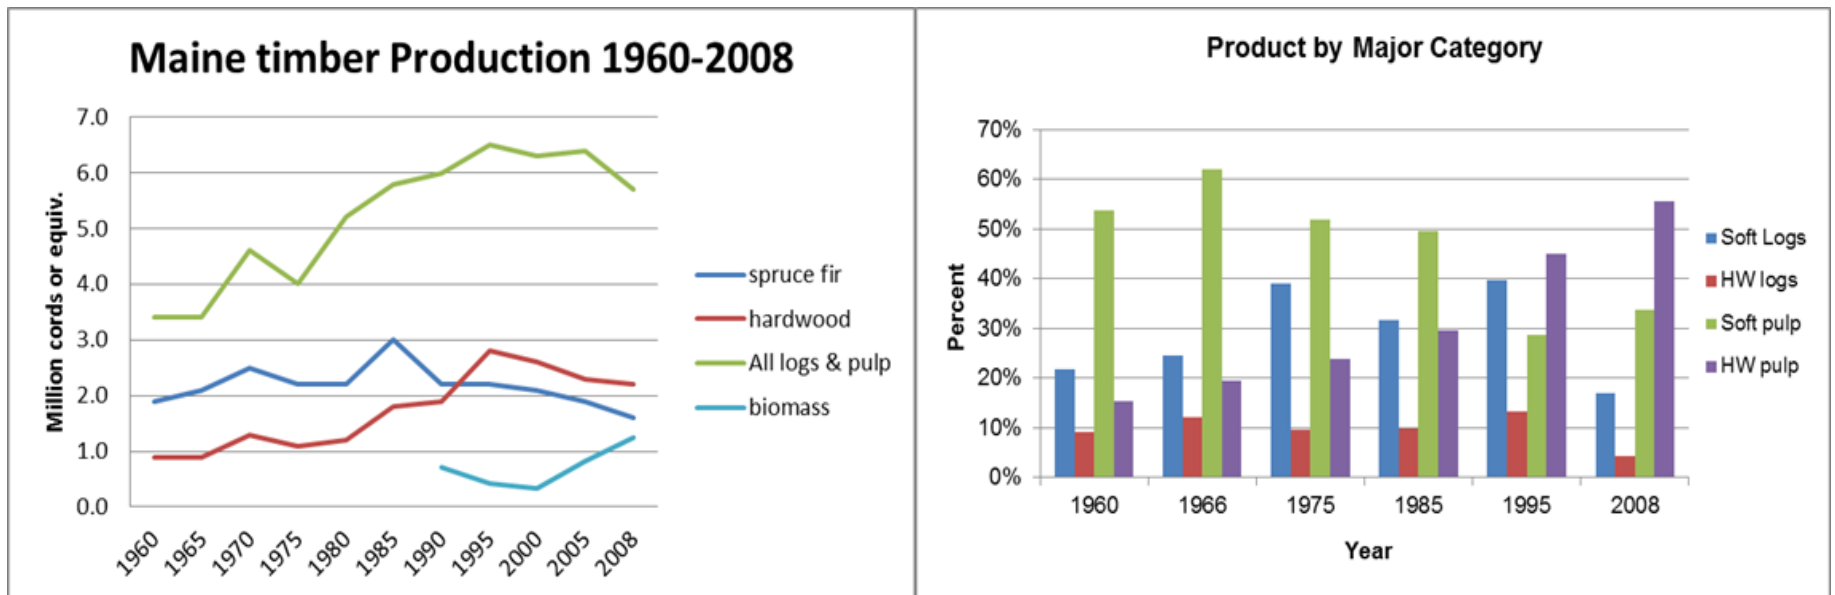 Maine timber Production 1960-2008
Million cords or equiv.
7.0
6.0
5.0
4.0
3.0
2.0
1.0
0.0
1960
1965
1970
1975
1980
1985
1990
1995
2000
2005
2008
spruce fir
hardwood
All logs & pulp
biomass
Product by Major Category
Percent
70%
60%
50%
40%
30%
20%
10%
0%
1960
1966
1975
1985
1995
2008
Year
Soft Logs
HW logs
Soft pulp
HW pulp